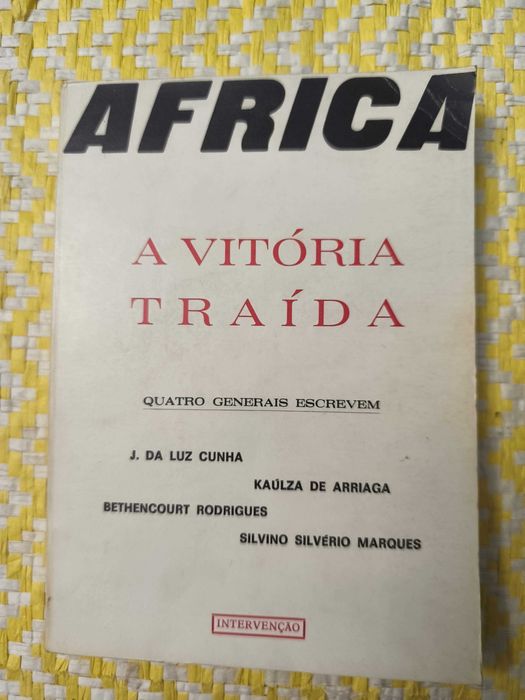 AFRICA
A VITÓRIA
TRAÍDA
QUATRO GENERAIS ESCREVEM
J. DA LUZ CUNHA
KAÚLZA DE ARRIAGA
BETHENCOURT RODRIGUES
SILVINO SILVÉRIO MARQUES
INTERVENÇÃO